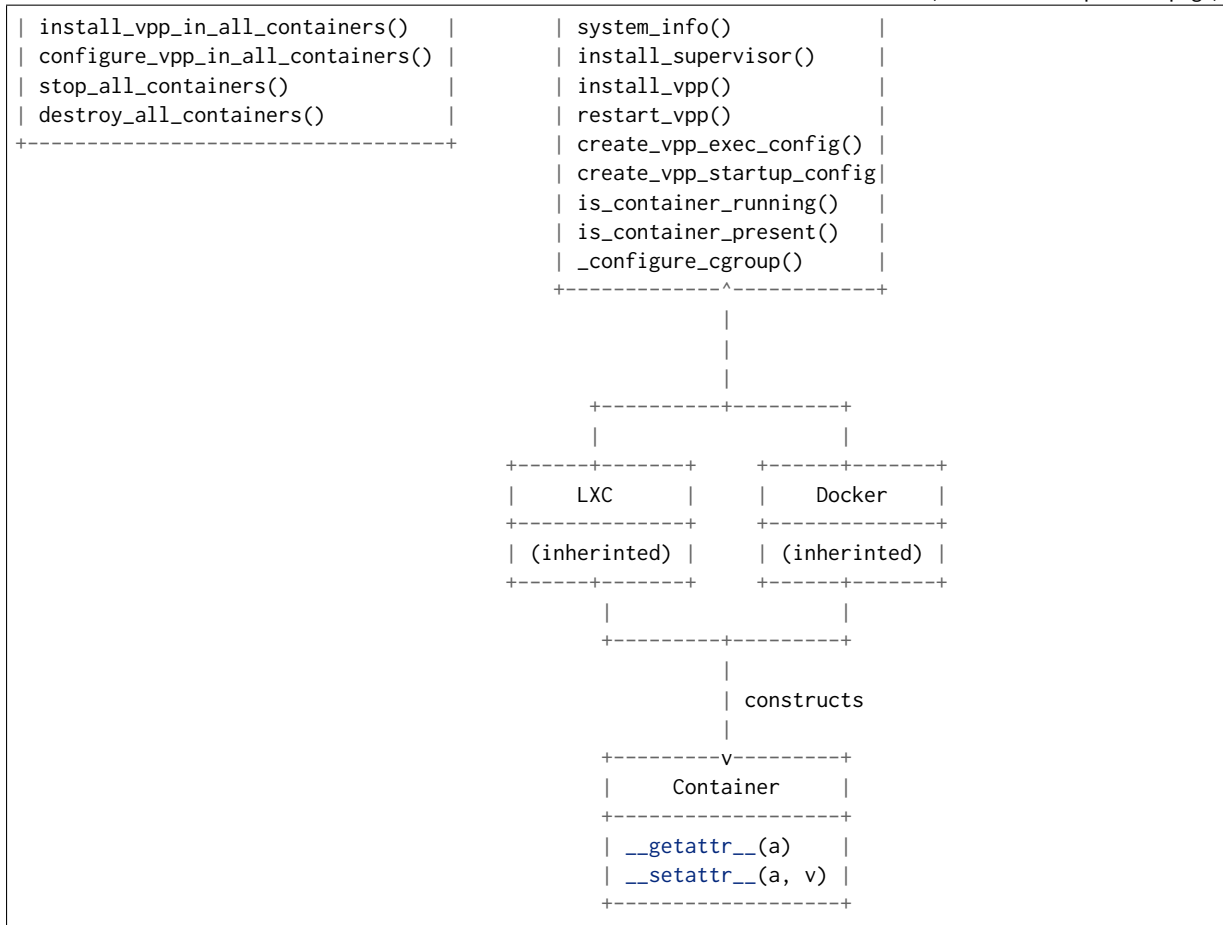 | install_vpp_in_all_containers()   |        | system_info()            |
| configure_vpp_in_all_containers() |        | install_supervisor()     |
| stop_all_containers()             |        | install_vpp()            |
| destroy_all_containers()          |        | restart_vpp()            |
+-----------------------------------+        | create_vpp_exec_config() |
                                             | create_vpp_startup_config|
                                             | is_container_running()   |
                                             | is_container_present()   |
                                             | _configure_cgroup()      |
                                             +-------------^------------+
                                                           |
                                                           |
                                                           |
                                                +----------+---------+
                                                |                    |
                                         +------+-------+     +------+-------+
                                         |     LXC      |     |    Docker    |
                                         +--------------+     +--------------+
                                         | (inherinted) |     | (inherinted) |
                                         +------+-------+     +------+-------+
                                                 |                   |
                                                 +---------+---------+
                                                           |
                                                           | constructs
                                                           |
                                                 +---------v---------+
                                                 |     Container     |
                                                 +-------------------+
                                                 | __getattr__(a)    |
                                                 | __setattr__(a, v) |
                                                 +-------------------+